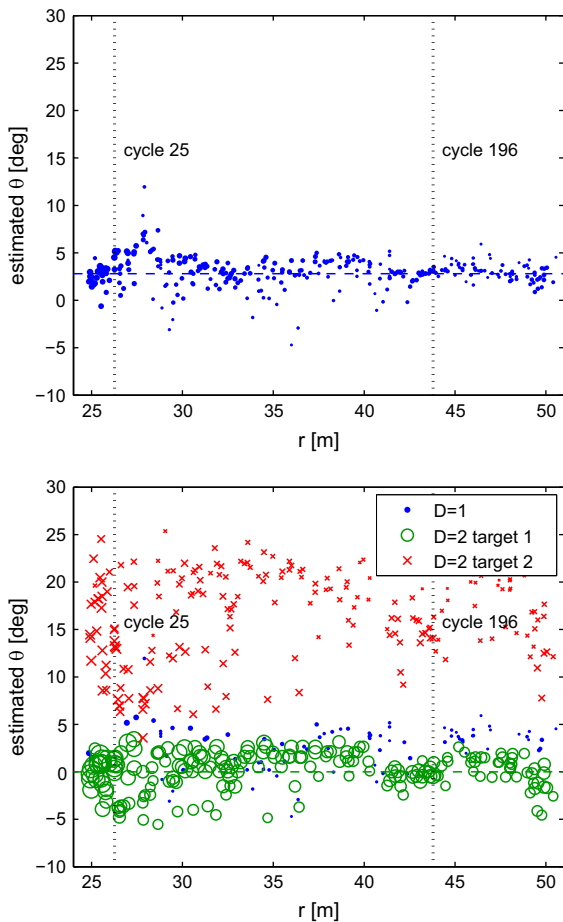 30
25
20
15
10
5
0
−5
−10
estimated θ [deg]
cycle 25
cycle 196
25 30 35 40 45 50
r [m]
30
25
20
15
10
5
0
−5
−10
estimated θ [deg]
D=1
D=2 target 1
D=2 target 2
cycle 25
cycle 196
25 30 35 40 45 50
r [m]